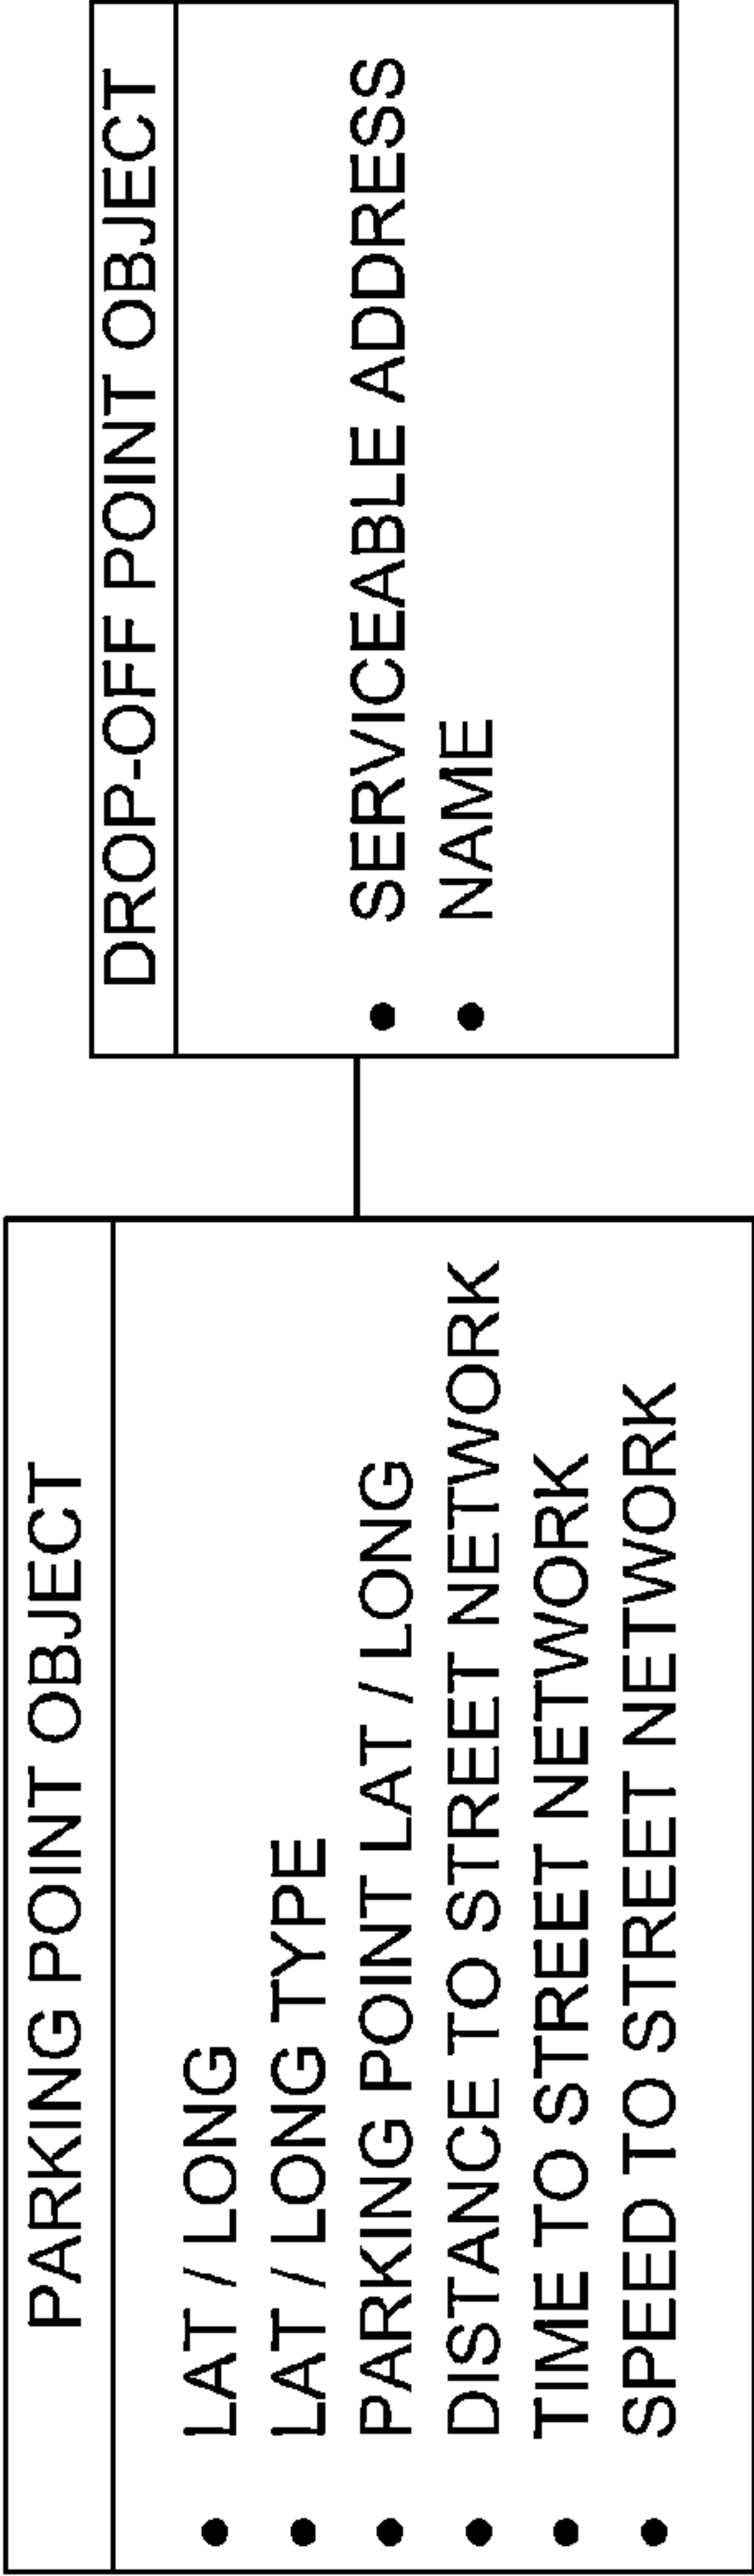 PARKING POINT OBJECT
• LAT / LONG
• LAT / LONG TYPE
• PARKING POINT LAT / LONG
• DISTANCE TO STREET NETWORK
• TIME TO STREET NETWORK
• SPEED TO STREET NETWORK
DROP-OFF POINT OBJECT
• SERVICEABLE ADDRESS
• NAME